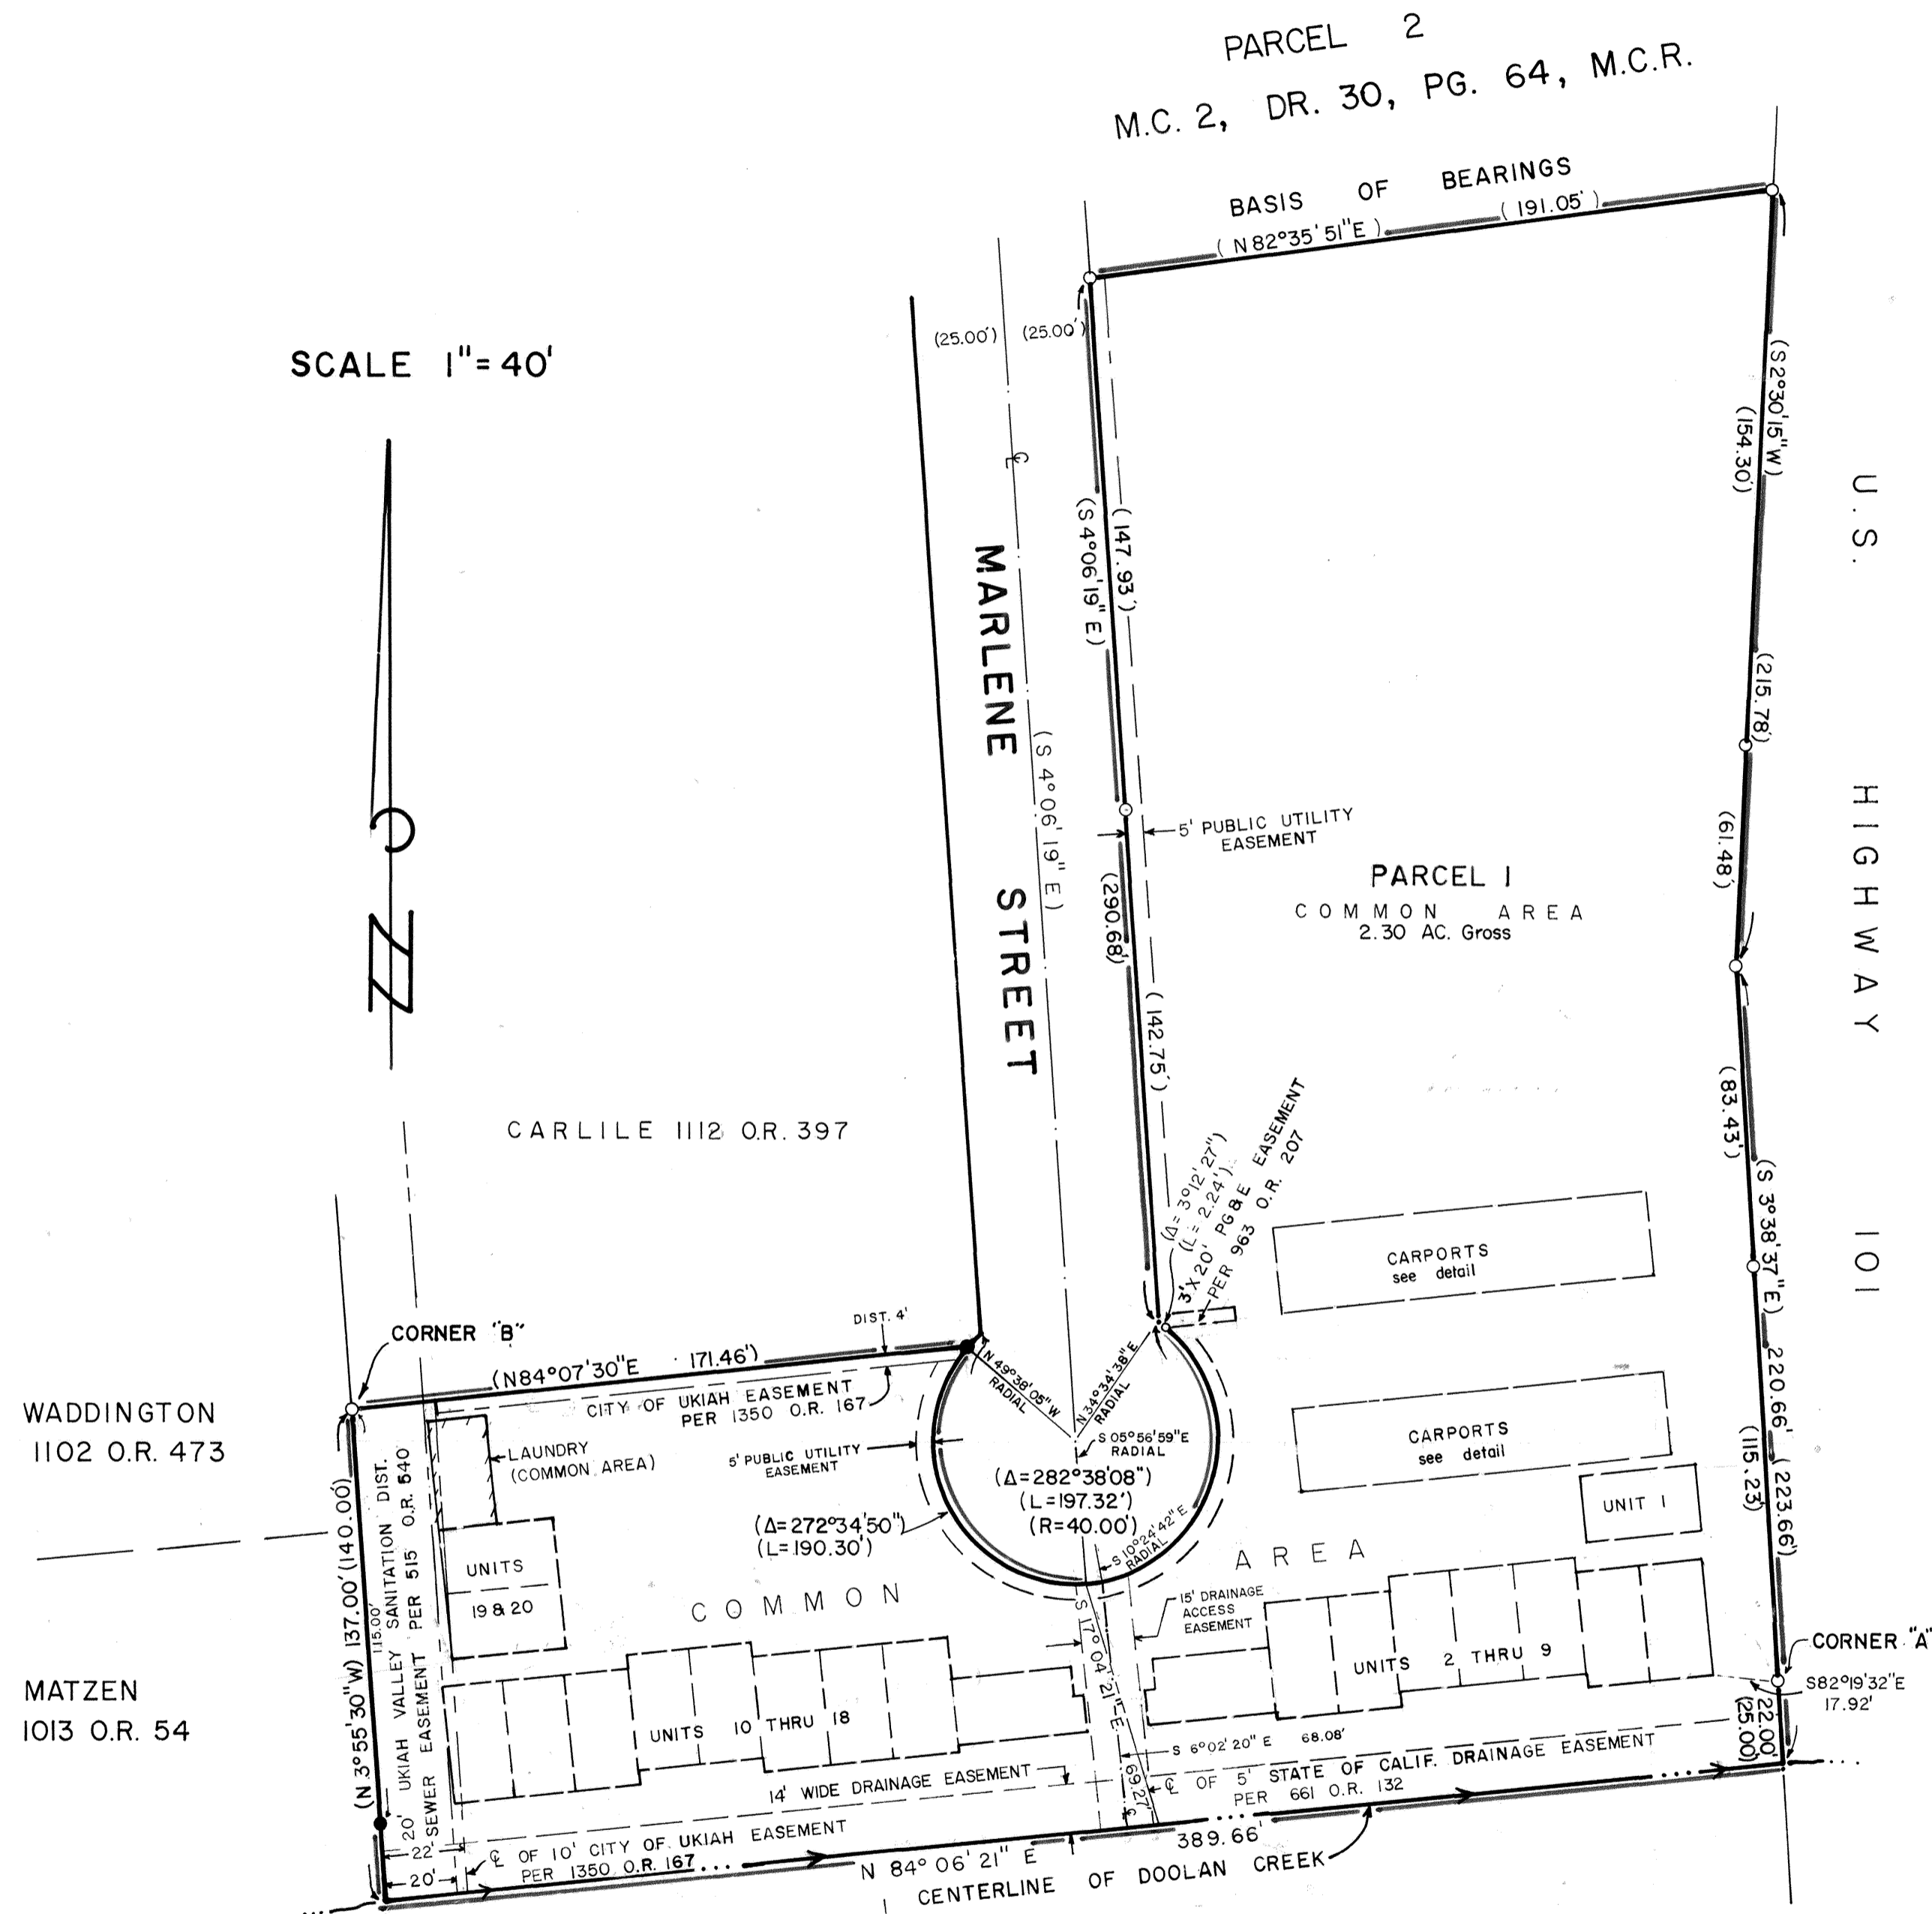 PARCEL 2
M.C. 2, DR. 30, PG. 64, M.C.R.
BASIS OF BEARINGS
( N82°35'51"E )
( 191.05' )
(25.00')
(25.00')
SCALE 1"=40'
N
(S2°30'15"W)
(154.30')
(215.78')
(61.48')
(83.43')
(S 3°38'37"E) 220.66' (223.66')
(115.23')
U.S. HIGHWAY 101
(S 4°06'19" E)
(147.93')
MARLENE STREET
(S 4°06'19" E)
5' PUBLIC UTILITY
EASEMENT
(290.68')
(142.75')
PARCEL 1
COMMON AREA
2.30 AC. Gross
CARLILE 1112 O.R. 397
(Δ= 3°12'27")
(L= 2.24')
3'X20' PG&E EASEMENT
PER 963 O.R. 207
CARPORTS
see detail
CORNER "B"
DIST. 4'
(N84°07'30"E 171.46')
CITY OF UKIAH EASEMENT
PER 1350 O.R. 167
N 49°38'05"W
RADIAL
N 34°34'38"E
RADIAL
S 05°56'59"E
RADIAL
WADDINGTON
1102 O.R. 473
LAUNDRY
(COMMON AREA)
5' PUBLIC UTILITY
EASEMENT
(Δ=282°38'08")
(L=197.32')
(R=40.00')
(Δ=272°34'50")
(L=190.30')
S 10°24'42"E
RADIAL
CARPORTS
see detail
UNIT 1
(N 3°55'30"W) 137.00' (140.00')
115.00'
20' UKIAH VALLEY SANITATION DIST.
SEWER EASEMENT PER 515 O.R. 540
UNITS
19 & 20
COMMON AREA
15' DRAINAGE
ACCESS
EASEMENT
S 17°04'21"E 69.27'
MATZEN
1013 O.R. 54
UNITS 10 THRU 18
UNITS 2 THRU 9
CORNER "A"
S82°19'32"E
17.92'
22.00'
(25.00')
S 6°02'20" E 68.08'
14' WIDE DRAINAGE EASEMENT
℄ OF 5' STATE OF CALIF. DRAINAGE EASEMENT
PER 661 O.R. 132
22'
20'
℄ OF 10' CITY OF UKIAH EASEMENT
PER 1350 O.R. 167
N 84° 06' 21" E
389.66'
CENTERLINE OF DOOLAN CREEK